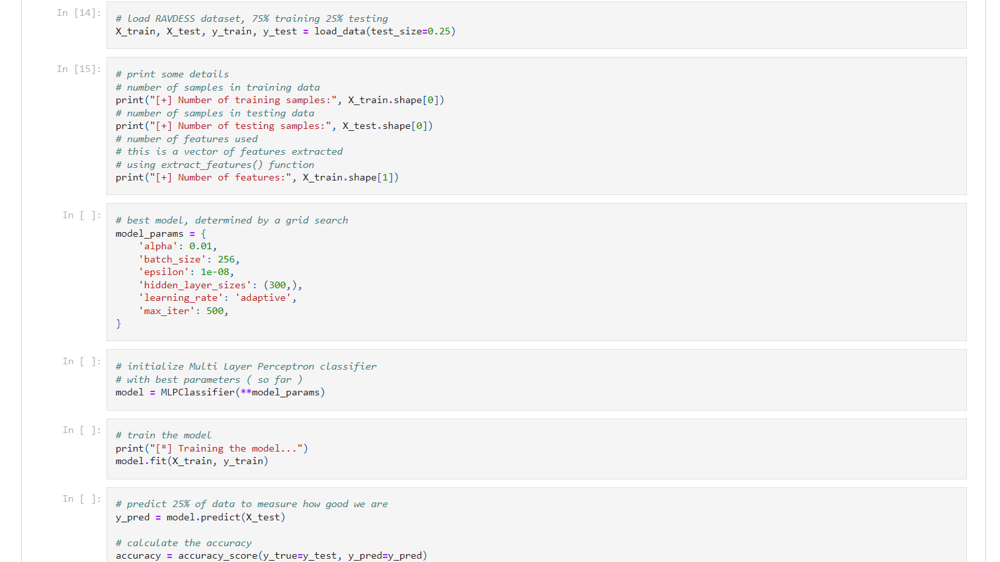 In [14]:
# load RAVDESS dataset, 75% training 25% testing
X_train, X_test, y_train, y_test = load_data(test_size=0.25)
In [15]:
# print some details
# number of samples in training data
print("[+] Number of training samples:", X_train.shape[0])
# number of samples in testing data
print("[+] Number of testing samples:", X_test.shape[0])
# number of features used
# this is a vector of features extracted
# using extract_features() function
print("[+] Number of features:", X_train.shape[1])
In [ ]:
# best model, determined by a grid search
model_params = {
    'alpha': 0.01,
    'batch_size': 256,
    'epsilon': 1e-08,
    'hidden_layer_sizes': (300,),
    'learning_rate': 'adaptive',
    'max_iter': 500,
}
In [ ]:
# initialize Multi Layer Perceptron classifier
# with best parameters ( so far )
model = MLPClassifier(**model_params)
In [ ]:
# train the model
print("[*] Training the model...")
model.fit(X_train, y_train)
In [ ]:
# predict 25% of data to measure how good we are
y_pred = model.predict(X_test)
# calculate the accuracy
accuracy = accuracy_score(y_true=y_test, y_pred=y_pred)